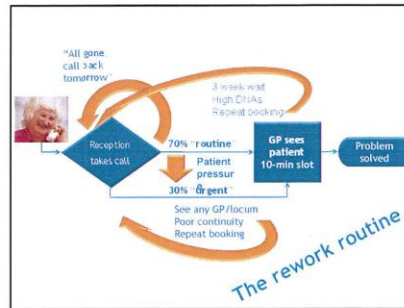 "All gone,
call back
tomorrow"
3 week wait
High DNAs
Repeat booking
Reception
takes call
70% "routine
Patient
pressur
e
30% "urgent"
GP sees
patient
10-min slot
Problem
solved
See any GP/locum
Poor continuity
Repeat booking
The rework routine